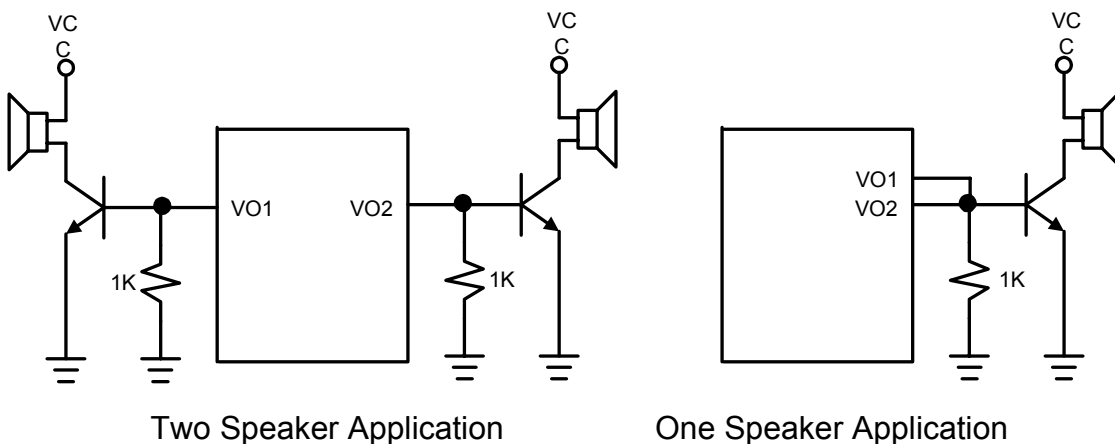 VC
C
VC
C
VC
C
VO1
VO2
VO1
VO2
1K
1K
1K
Two Speaker Application
One Speaker Application